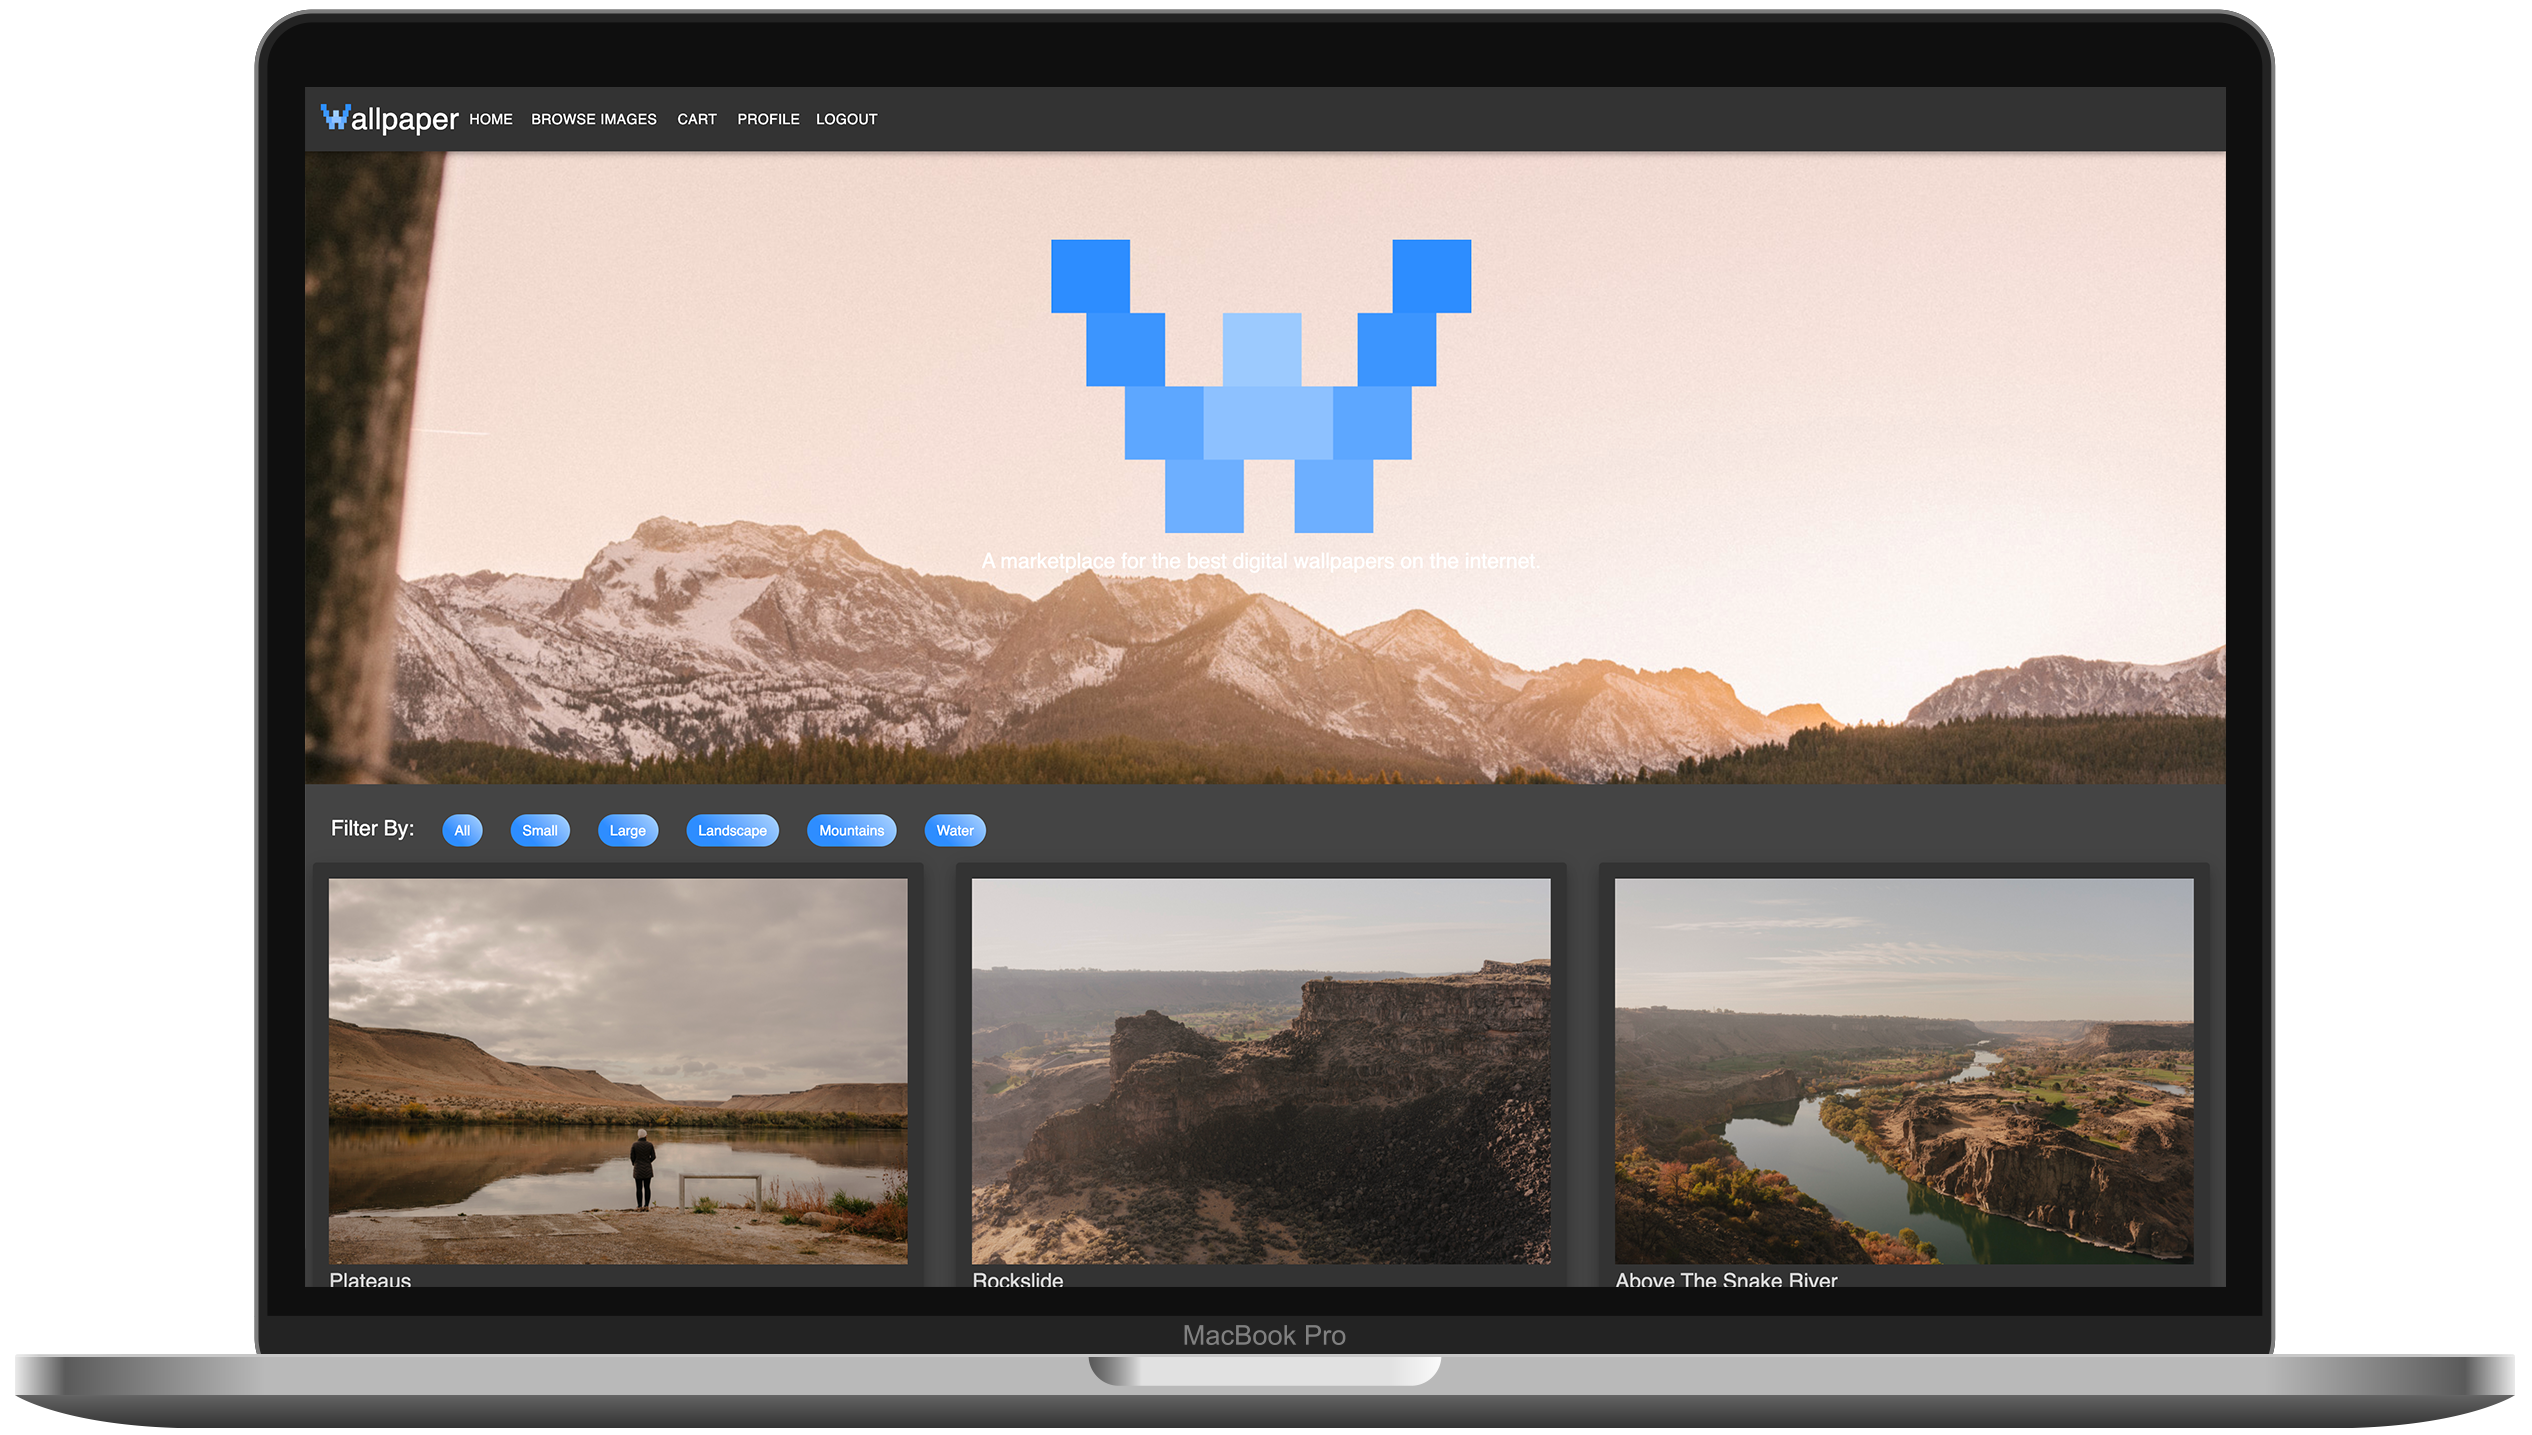 Wallpaper HOME BROWSE IMAGES CART PROFILE LOGOUT
A marketplace for the best digital wallpapers on the internet.
Filter By: All Small Large Landscape Mountains Water
Plateaus Rockslide Above The Snake River
MacBook Pro